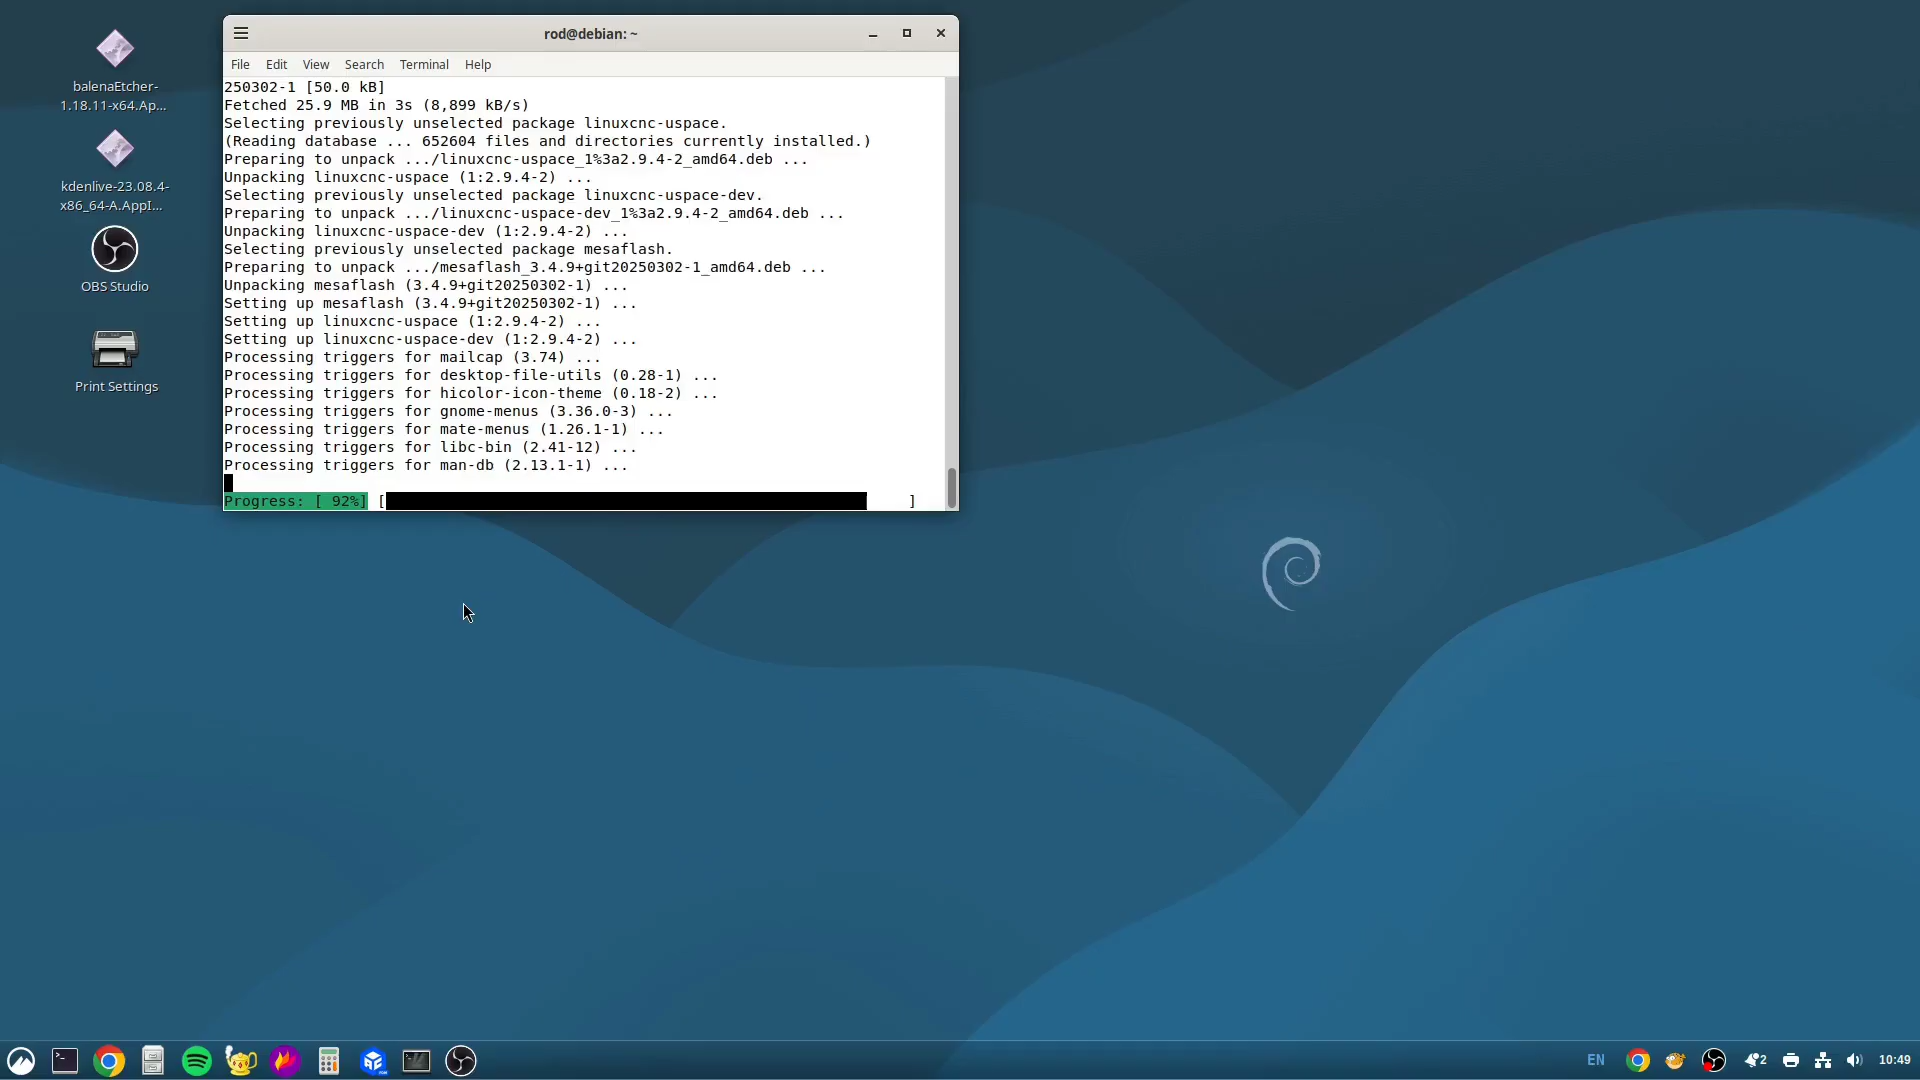 balenaEtcher-
1.18.11-x64.Ap...
kdenlive-23.08.4-
x86_64-A.AppI...
OBS Studio
Print Settings
rod@debian: ~
File Edit View Search Terminal Help
250302-1 [50.0 kB]
Fetched 25.9 MB in 3s (8,899 kB/s)
Selecting previously unselected package linuxcnc-uspace.
(Reading database ... 652604 files and directories currently installed.)
Preparing to unpack .../linuxcnc-uspace_1%3a2.9.4-2_amd64.deb ...
Unpacking linuxcnc-uspace (1:2.9.4-2) ...
Selecting previously unselected package linuxcnc-uspace-dev.
Preparing to unpack .../linuxcnc-uspace-dev_1%3a2.9.4-2_amd64.deb ...
Unpacking linuxcnc-uspace-dev (1:2.9.4-2) ...
Selecting previously unselected package mesaflash.
Preparing to unpack .../mesaflash_3.4.9+git20250302-1_amd64.deb ...
Unpacking mesaflash (3.4.9+git20250302-1) ...
Setting up mesaflash (3.4.9+git20250302-1) ...
Setting up linuxcnc-uspace (1:2.9.4-2) ...
Setting up linuxcnc-uspace-dev (1:2.9.4-2) ...
Processing triggers for mailcap (3.74) ...
Processing triggers for desktop-file-utils (0.28-1) ...
Processing triggers for hicolor-icon-theme (0.18-2) ...
Processing triggers for gnome-menus (3.36.0-3) ...
Processing triggers for mate-menus (1.26.1-1) ...
Processing triggers for libc-bin (2.41-12) ...
Processing triggers for man-db (2.13.1-1) ...
Progress: [ 92%] [ ]
EN 2 10:49